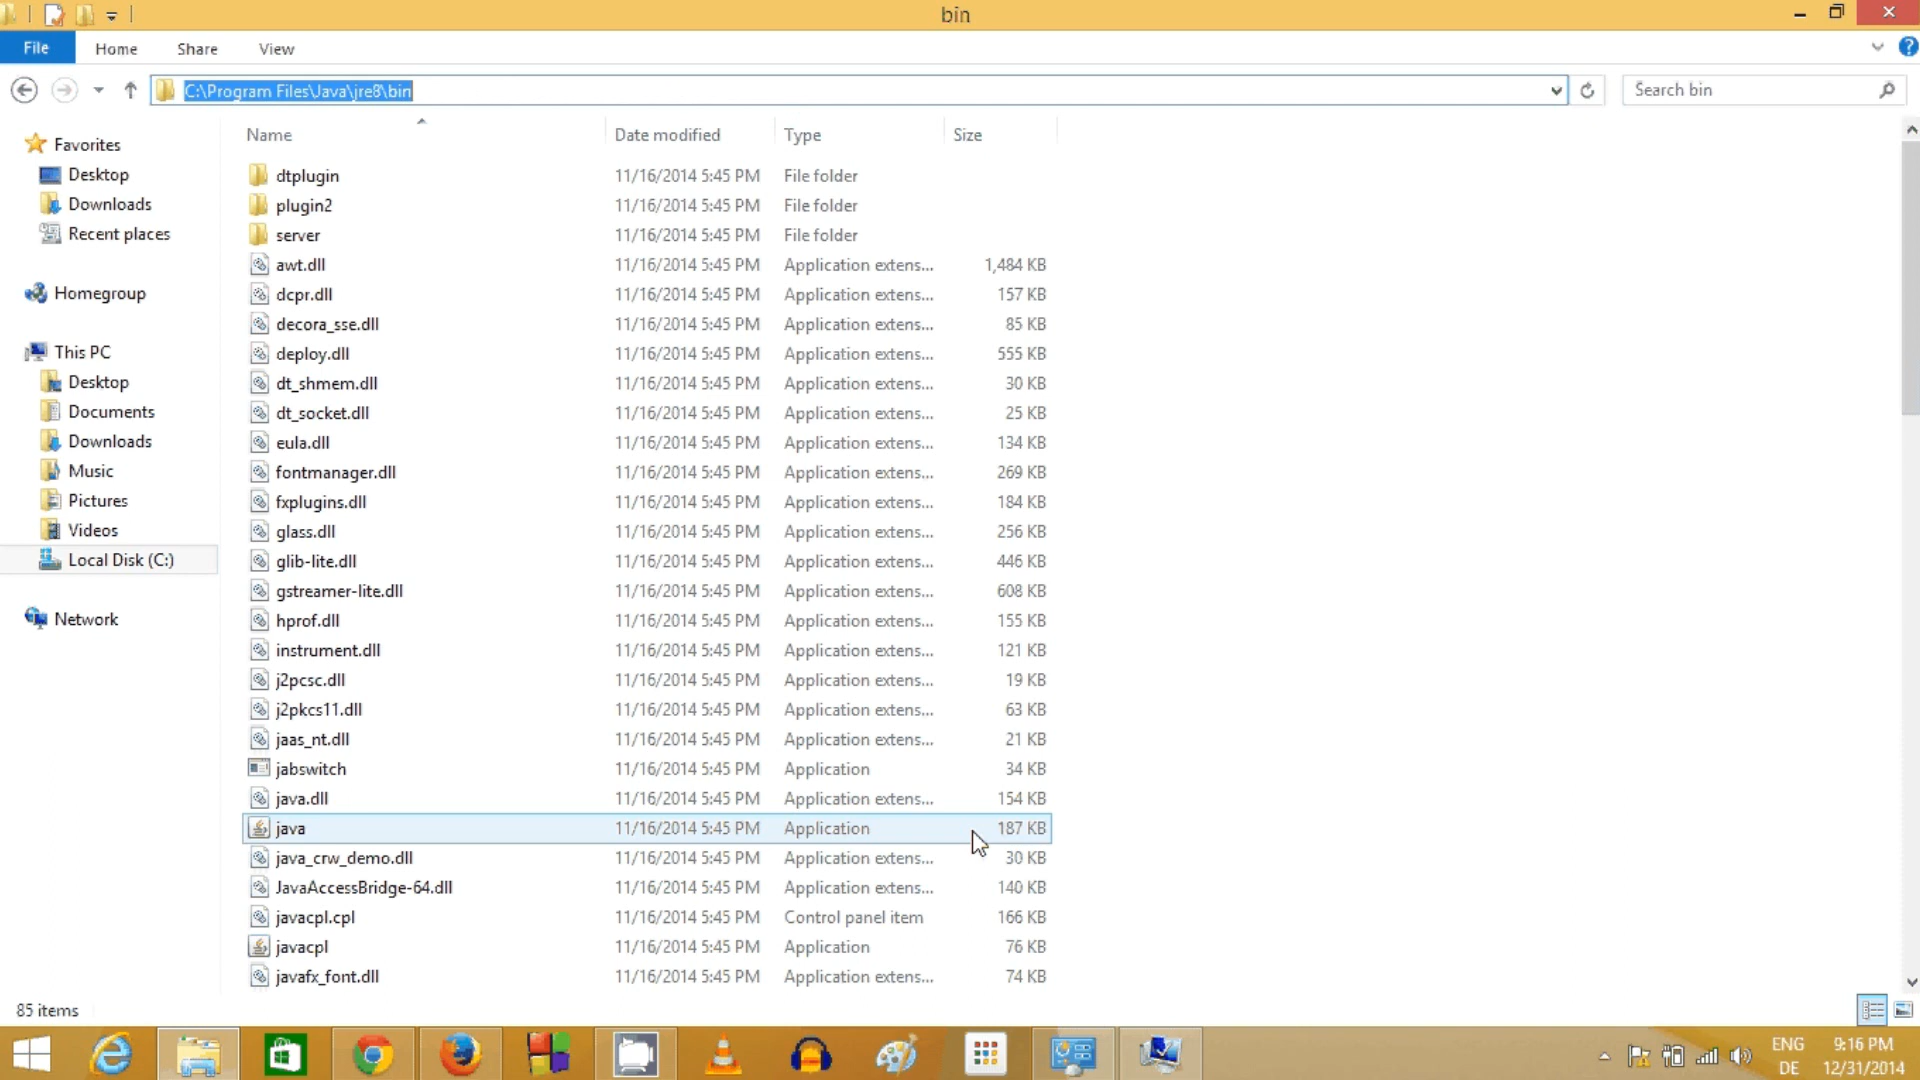 bin
File Home Share View
C:\Program Files\Java\jre8\bin
Search bin
Favorites
Desktop
Downloads
Recent places
Homegroup
This PC
Desktop
Documents
Downloads
Music
Pictures
Videos
Local Disk (C:)
Network
Name Date modified Type Size
dtplugin 11/16/2014 5:45 PM File folder
plugin2 11/16/2014 5:45 PM File folder
server 11/16/2014 5:45 PM File folder
awt.dll 11/16/2014 5:45 PM Application extens... 1,484 KB
dcpr.dll 11/16/2014 5:45 PM Application extens... 157 KB
decora_sse.dll 11/16/2014 5:45 PM Application extens... 85 KB
deploy.dll 11/16/2014 5:45 PM Application extens... 555 KB
dt_shmem.dll 11/16/2014 5:45 PM Application extens... 30 KB
dt_socket.dll 11/16/2014 5:45 PM Application extens... 25 KB
eula.dll 11/16/2014 5:45 PM Application extens... 134 KB
fontmanager.dll 11/16/2014 5:45 PM Application extens... 269 KB
fxplugins.dll 11/16/2014 5:45 PM Application extens... 184 KB
glass.dll 11/16/2014 5:45 PM Application extens... 256 KB
glib-lite.dll 11/16/2014 5:45 PM Application extens... 446 KB
gstreamer-lite.dll 11/16/2014 5:45 PM Application extens... 608 KB
hprof.dll 11/16/2014 5:45 PM Application extens... 155 KB
instrument.dll 11/16/2014 5:45 PM Application extens... 121 KB
j2pcsc.dll 11/16/2014 5:45 PM Application extens... 19 KB
j2pkcs11.dll 11/16/2014 5:45 PM Application extens... 63 KB
jaas_nt.dll 11/16/2014 5:45 PM Application extens... 21 KB
jabswitch 11/16/2014 5:45 PM Application 34 KB
java.dll 11/16/2014 5:45 PM Application extens... 154 KB
java 11/16/2014 5:45 PM Application 187 KB
java_crw_demo.dll 11/16/2014 5:45 PM Application extens... 30 KB
JavaAccessBridge-64.dll 11/16/2014 5:45 PM Application extens... 140 KB
javacpl.cpl 11/16/2014 5:45 PM Control panel item 166 KB
javacpl 11/16/2014 5:45 PM Application 76 KB
javafx_font.dll 11/16/2014 5:45 PM Application extens... 74 KB
85 items
ENG 9:16 PM
DE 12/31/2014